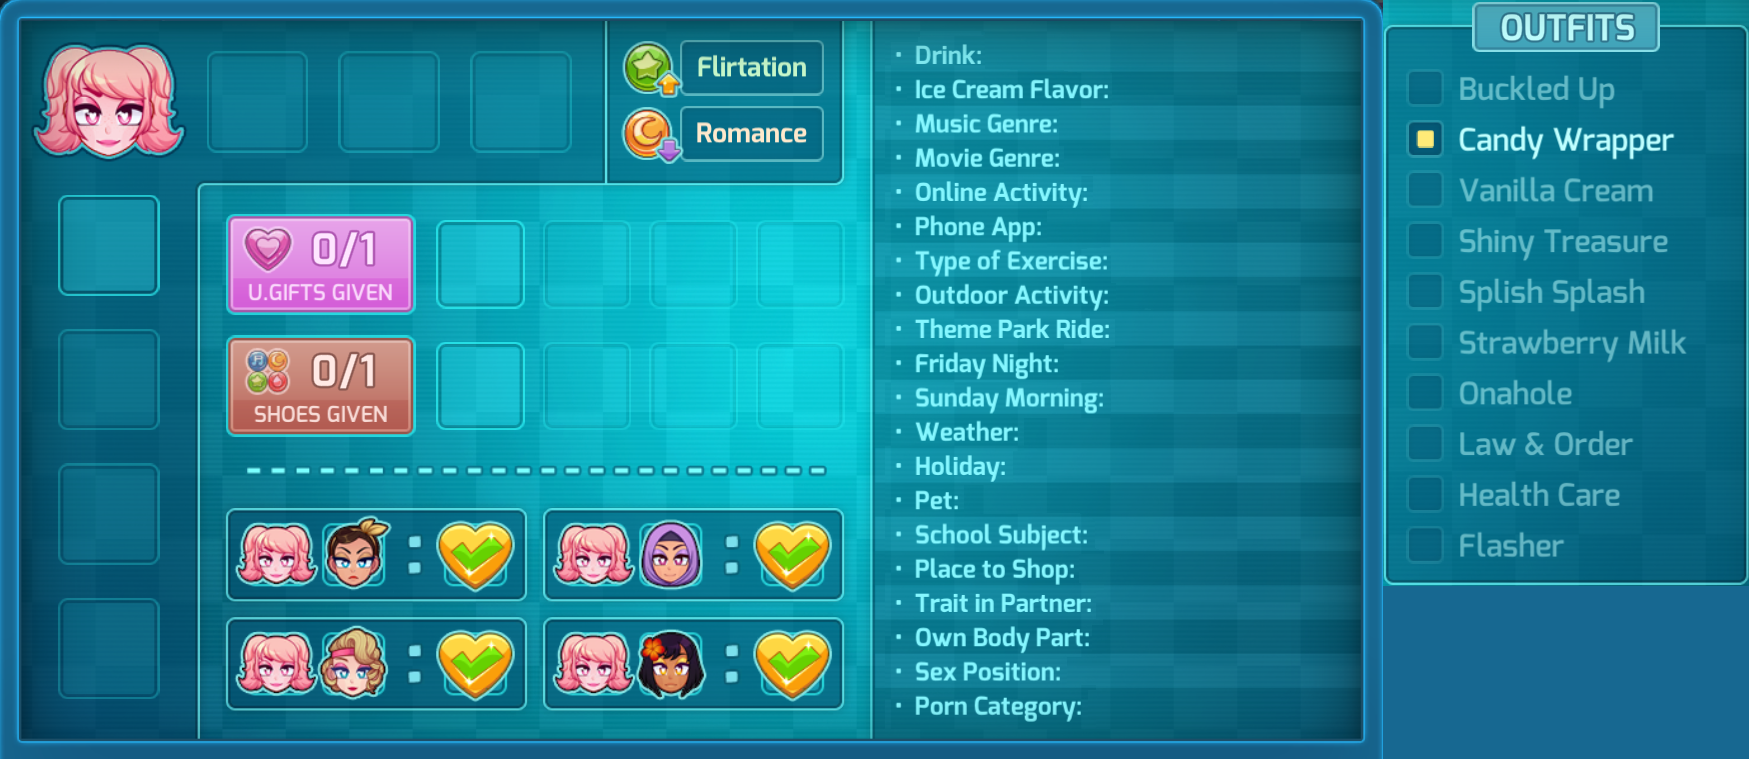 Flirtation
Romance
0/1
U.GIFTS GIVEN
0/1
SHOES GIVEN
:
:
:
:
• Drink:
• Ice Cream Flavor:
• Music Genre:
• Movie Genre:
• Online Activity:
• Phone App:
• Type of Exercise:
• Outdoor Activity:
• Theme Park Ride:
• Friday Night:
• Sunday Morning:
• Weather:
• Holiday:
• Pet:
• School Subject:
• Place to Shop:
• Trait in Partner:
• Own Body Part:
• Sex Position:
• Porn Category:
OUTFITS
Buckled Up
Candy Wrapper
Vanilla Cream
Shiny Treasure
Splish Splash
Strawberry Milk
Onahole
Law & Order
Health Care
Flasher